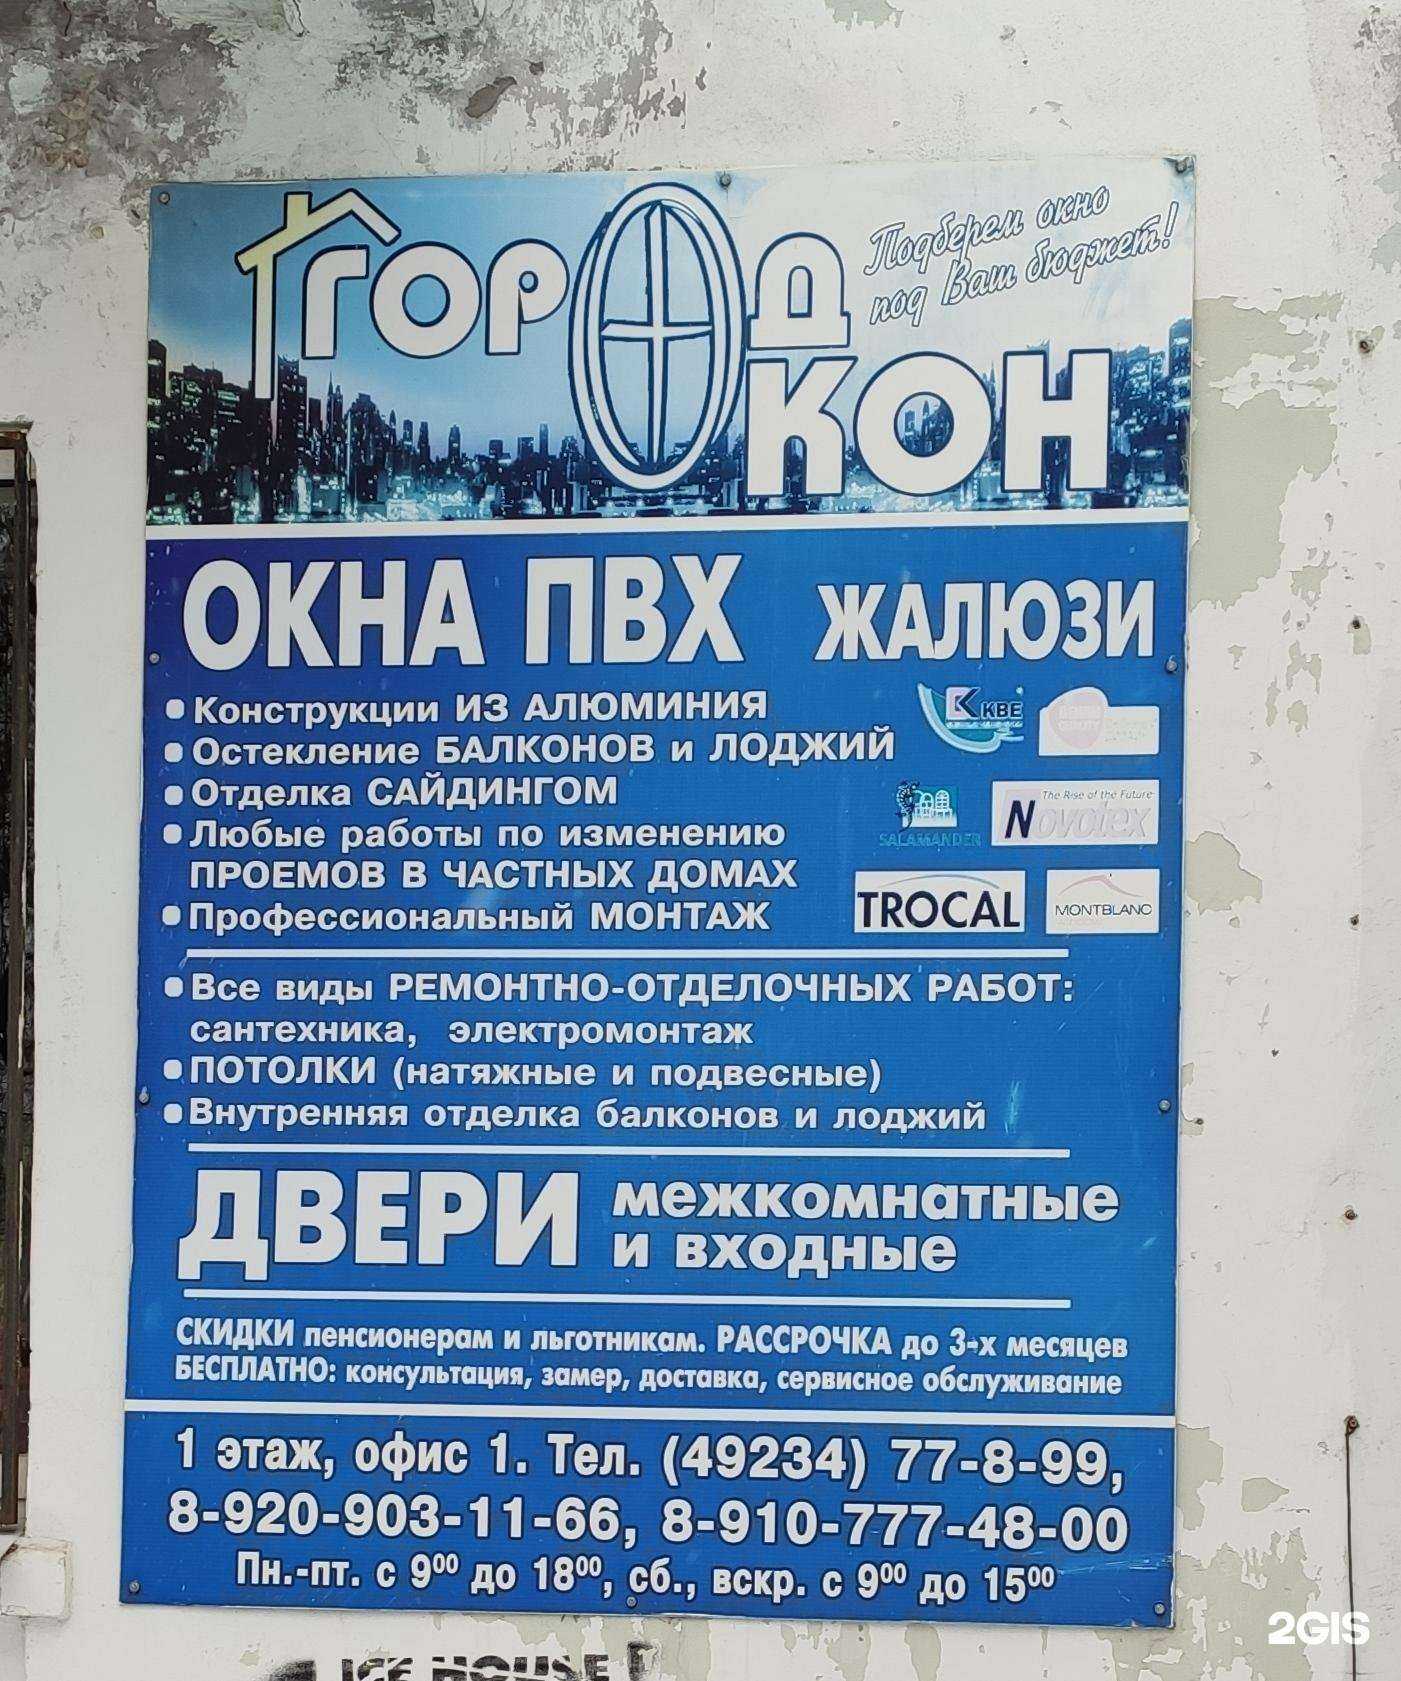 ГОРОД
ОКОН
Подберем окно
под Ваш бюджет!
ОКНА ПВХ ЖАЛЮЗИ
• Конструкции ИЗ АЛЮМИНИЯ
• Остекление БАЛКОНОВ и ЛОДЖИЙ
• Отделка САЙДИНГОМ
• Любые работы по изменению
ПРОЕМОВ В ЧАСТНЫХ ДОМАХ
• Профессиональный МОНТАЖ
КВЕ
SALAMANDER
The Rise of the Future
Novotex
TROCAL
MONTBLANC
• Все виды РЕМОНТНО-ОТДЕЛОЧНЫХ РАБОТ:
сантехника, электромонтаж
• ПОТОЛКИ (натяжные и подвесные)
• Внутренняя отделка балконов и лоджий
ДВЕРИ межкомнатные
и входные
СКИДКИ пенсионерам и льготникам. РАССРОЧКА до 3-х месяцев
БЕСПЛАТНО: консультация, замер, доставка, сервисное обслуживание
1 этаж, офис 1. Тел. (49234) 77-8-99,
8-920-903-11-66, 8-910-777-48-00
Пн.-пт. с 9⁰⁰ до 18⁰⁰, сб., вскр. с 9⁰⁰ до 15⁰⁰
ICE HOUSE
2GIS